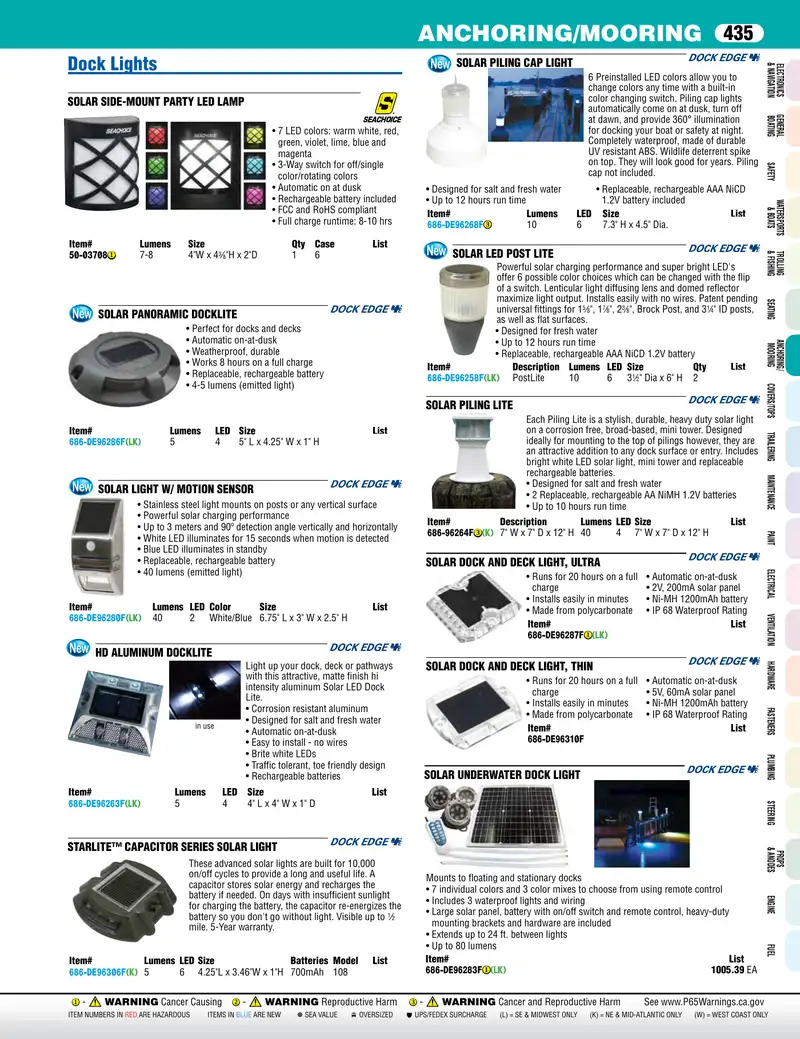 ANCHORING/MOORING 435
Dock Lights
SOLAR SIDE-MOUNT PARTY LED LAMP
S
SEACHOICE
SEACHOICE
SEACHOICE
• 7 LED colors: warm white, red,
green, violet, lime, blue and
magenta
• 3-Way switch for off/single
color/rotating colors
• Automatic on at dusk
• Rechargeable battery included
• FCC and RoHS compliant
• Full charge runtime: 8-10 hrs
Item# Lumens Size Qty Case List
50-03708① 7-8 4"W x 4⅜"H x 2"D 1 6
New SOLAR PANORAMIC DOCKLITE DOCK EDGE
• Perfect for docks and decks
• Automatic on-at-dusk
• Weatherproof, durable
• Works 8 hours on a full charge
• Replaceable, rechargeable battery
• 4-5 lumens (emitted light)
Item# Lumens LED Size List
686-DE96286F(LK) 5 4 5" L x 4.25" W x 1" H
New SOLAR LIGHT W/ MOTION SENSOR DOCK EDGE
• Stainless steel light mounts on posts or any vertical surface
• Powerful solar charging performance
• Up to 3 meters and 90º detection angle vertically and horizontally
• White LED illuminates for 15 seconds when motion is detected
• Blue LED illuminates in standby
• Replaceable, rechargeable battery
• 40 lumens (emitted light)
Item# Lumens LED Color Size List
686-DE96280F(LK) 40 2 White/Blue 6.75" L x 3" W x 2.5" H
New HD ALUMINUM DOCKLITE DOCK EDGE
Light up your dock, deck or pathways
with this attractive, matte finish hi
intensity aluminum Solar LED Dock
Lite.
• Corrosion resistant aluminum
• Designed for salt and fresh water
• Automatic on-at-dusk
• Easy to install - no wires
• Brite white LEDs
• Traffic tolerant, toe friendly design
• Rechargeable batteries
in use
Item# Lumens LED Size List
686-DE96263F(LK) 5 4 4" L x 4" W x 1" D
STARLITE™ CAPACITOR SERIES SOLAR LIGHT DOCK EDGE
These advanced solar lights are built for 10,000
on/off cycles to provide a long and useful life. A
capacitor stores solar energy and recharges the
battery if needed. On days with insufficient sunlight
for charging the battery, the capacitor re-energizes the
battery so you don't go without light. Visible up to ½
mile. 5-Year warranty.
Item# Lumens LED Size Batteries Model List
686-DE96306F(K) 5 6 4.25"L x 3.46"W x 1"H 700mAh 108
New SOLAR PILING CAP LIGHT DOCK EDGE
6 Preinstalled LED colors allow you to
change colors any time with a built-in
color changing switch. Piling cap lights
automatically come on at dusk, turn off
at dawn, and provide 360° illumination
for docking your boat or safety at night.
Completely waterproof, made of durable
UV resistant ABS. Wildlife deterrent spike
on top. They will look good for years. Piling
cap not included.
• Designed for salt and fresh water
• Up to 12 hours run time
• Replaceable, rechargeable AAA NiCD
1.2V battery included
Item# Lumens LED Size List
686-DE96268F③ 10 6 7.3" H x 4.5" Dia.
New SOLAR LED POST LITE DOCK EDGE
Powerful solar charging performance and super bright LED's
offer 6 possible color choices which can be changed with the flip
of a switch. Lenticular light diffusing lens and domed reflector
maximize light output. Installs easily with no wires. Patent pending
universal fittings for 1⅝", 1⅞", 2⅜", Brock Post, and 3¼" ID posts,
as well as flat surfaces.
• Designed for fresh water
• Up to 12 hours run time
• Replaceable, rechargeable AAA NiCD 1.2V battery
Item# Description Lumens LED Size Qty List
686-DE96258F(LK) PostLite 10 6 3½" Dia x 6" H 2
SOLAR PILING LITE DOCK EDGE
Each Piling Lite is a stylish, durable, heavy duty solar light
on a corrosion free, broad-based, mini tower. Designed
ideally for mounting to the top of pilings however, they are
an attractive addition to any dock surface or entry. Includes
bright white LED solar light, mini tower and replaceable
rechargeable batteries.
• Designed for salt and fresh water
• 2 Replaceable, rechargeable AA NiMH 1.2V batteries
• Up to 10 hours run time
Item# Description Lumens LED Size List
686-96264F③(K) 7" W x 7" D x 12" H 40 4 7" W x 7" D x 12" H
SOLAR DOCK AND DECK LIGHT, ULTRA DOCK EDGE
• Runs for 20 hours on a full
charge
• Installs easily in minutes
• Made from polycarbonate
• Automatic on-at-dusk
• 2V, 200mA solar panel
• Ni-MH 1200mAh battery
• IP 68 Waterproof Rating
Item# List
686-DE96287F①(LK)
SOLAR DOCK AND DECK LIGHT, THIN DOCK EDGE
• Runs for 20 hours on a full
charge
• Installs easily in minutes
• Made from polycarbonate
• Automatic on-at-dusk
• 5V, 60mA solar panel
• Ni-MH 1200mAh battery
• IP 68 Waterproof Rating
Item# List
686-DE96310F
SOLAR UNDERWATER DOCK LIGHT DOCK EDGE
Mounts to floating and stationary docks
• 7 individual colors and 3 color mixes to choose from using remote control
• Includes 3 waterproof lights and wiring
• Large solar panel, battery with on/off switch and remote control, heavy-duty
mounting brackets and hardware are included
• Extends up to 24 ft. between lights
• Up to 80 lumens
Item# List
686-DE96283F①(LK) 1005.39 EA
ELECTRONICS
& NAVIGATION
GENERAL
BOATING
SAFETY
WATERSPORTS
& BOATS
TROLLING
& FISHING
SEATING
ANCHORING/
MOORING
COVERS/TOPS
TRAILERING
MAINTENANCE
PAINT
ELECTRICAL
VENTILATION
HARDWARE
FASTENERS
PLUMBING
STEERING
PROPS
& ANODES
ENGINE
FUEL
① - WARNING Cancer Causing ② - WARNING Reproductive Harm ③ - WARNING Cancer and Reproductive Harm See www.P65Warnings.ca.gov
ITEM NUMBERS IN RED ARE HAZARDOUS ITEMS IN BLUE ARE NEW SEA VALUE OVERSIZED UPS/FEDEX SURCHARGE (L) = SE & MIDWEST ONLY (K) = NE & MID-ATLANTIC ONLY (W) = WEST COAST ONLY